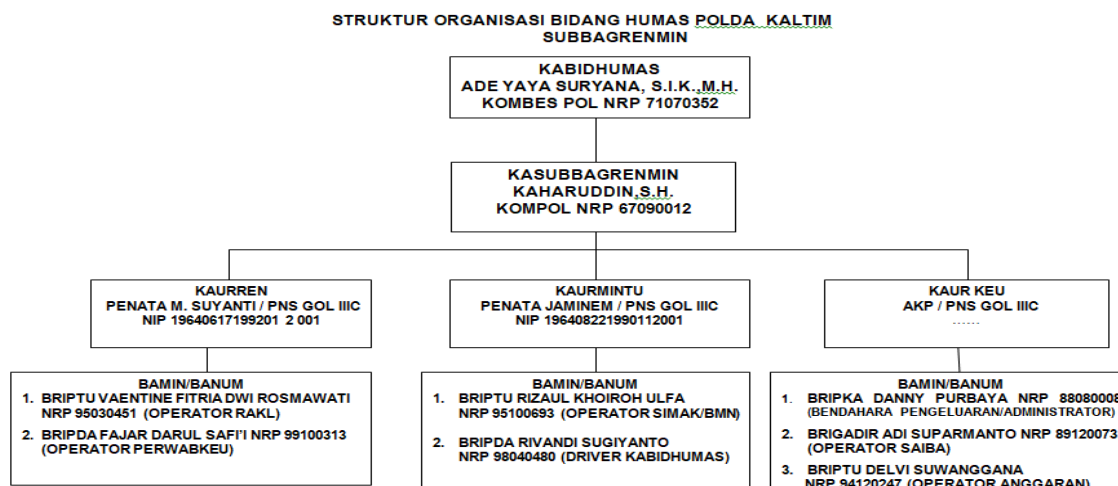 STRUKTUR ORGANISASI BIDANG HUMAS POLDA KALTIM
SUBBAGRENMIN
KABIDHUMAS
ADE YAYA SURYANA, S.I.K.,M.H.
KOMBES POL NRP 71070352
KASUBBAGRENMIN
KAHARUDDIN,S.H.
KOMPOL NRP 67090012
KAURREN
PENATA M. SUYANTI / PNS GOL IIIC
NIP 19640617199201 2 001
KAURMINTU
PENATA JAMINEM / PNS GOL IIIC
NIP 196408221990112001
KAUR KEU
AKP / PNS GOL IIIC
......
BAMIN/BANUM
1. BRIPTU VAENTINE FITRIA DWI ROSMAWATI
NRP 95030451 (OPERATOR RAKL)
2. BRIPDA FAJAR DARUL SAFI'I NRP 99100313
(OPERATOR PERWABKEU)
BAMIN/BANUM
1. BRIPTU RIZAUL KHOIROH ULFA
NRP 95100693 (OPERATOR SIMAK/BMN)
2. BRIPDA RIVANDI SUGIYANTO
NRP 98040480 (DRIVER KABIDHUMAS)
BAMIN/BANUM
1. BRIPKA DANNY PURBAYA NRP 88080008
(BENDAHARA PENGELUARAN/ADMINISTRATOR)
2. BRIGADIR ADI SUPARMANTO NRP 89120073
(OPERATOR SAIBA)
3. BRIPTU DELVI SUWANGGANA
NRP 94120247 (OPERATOR ANGGARAN)